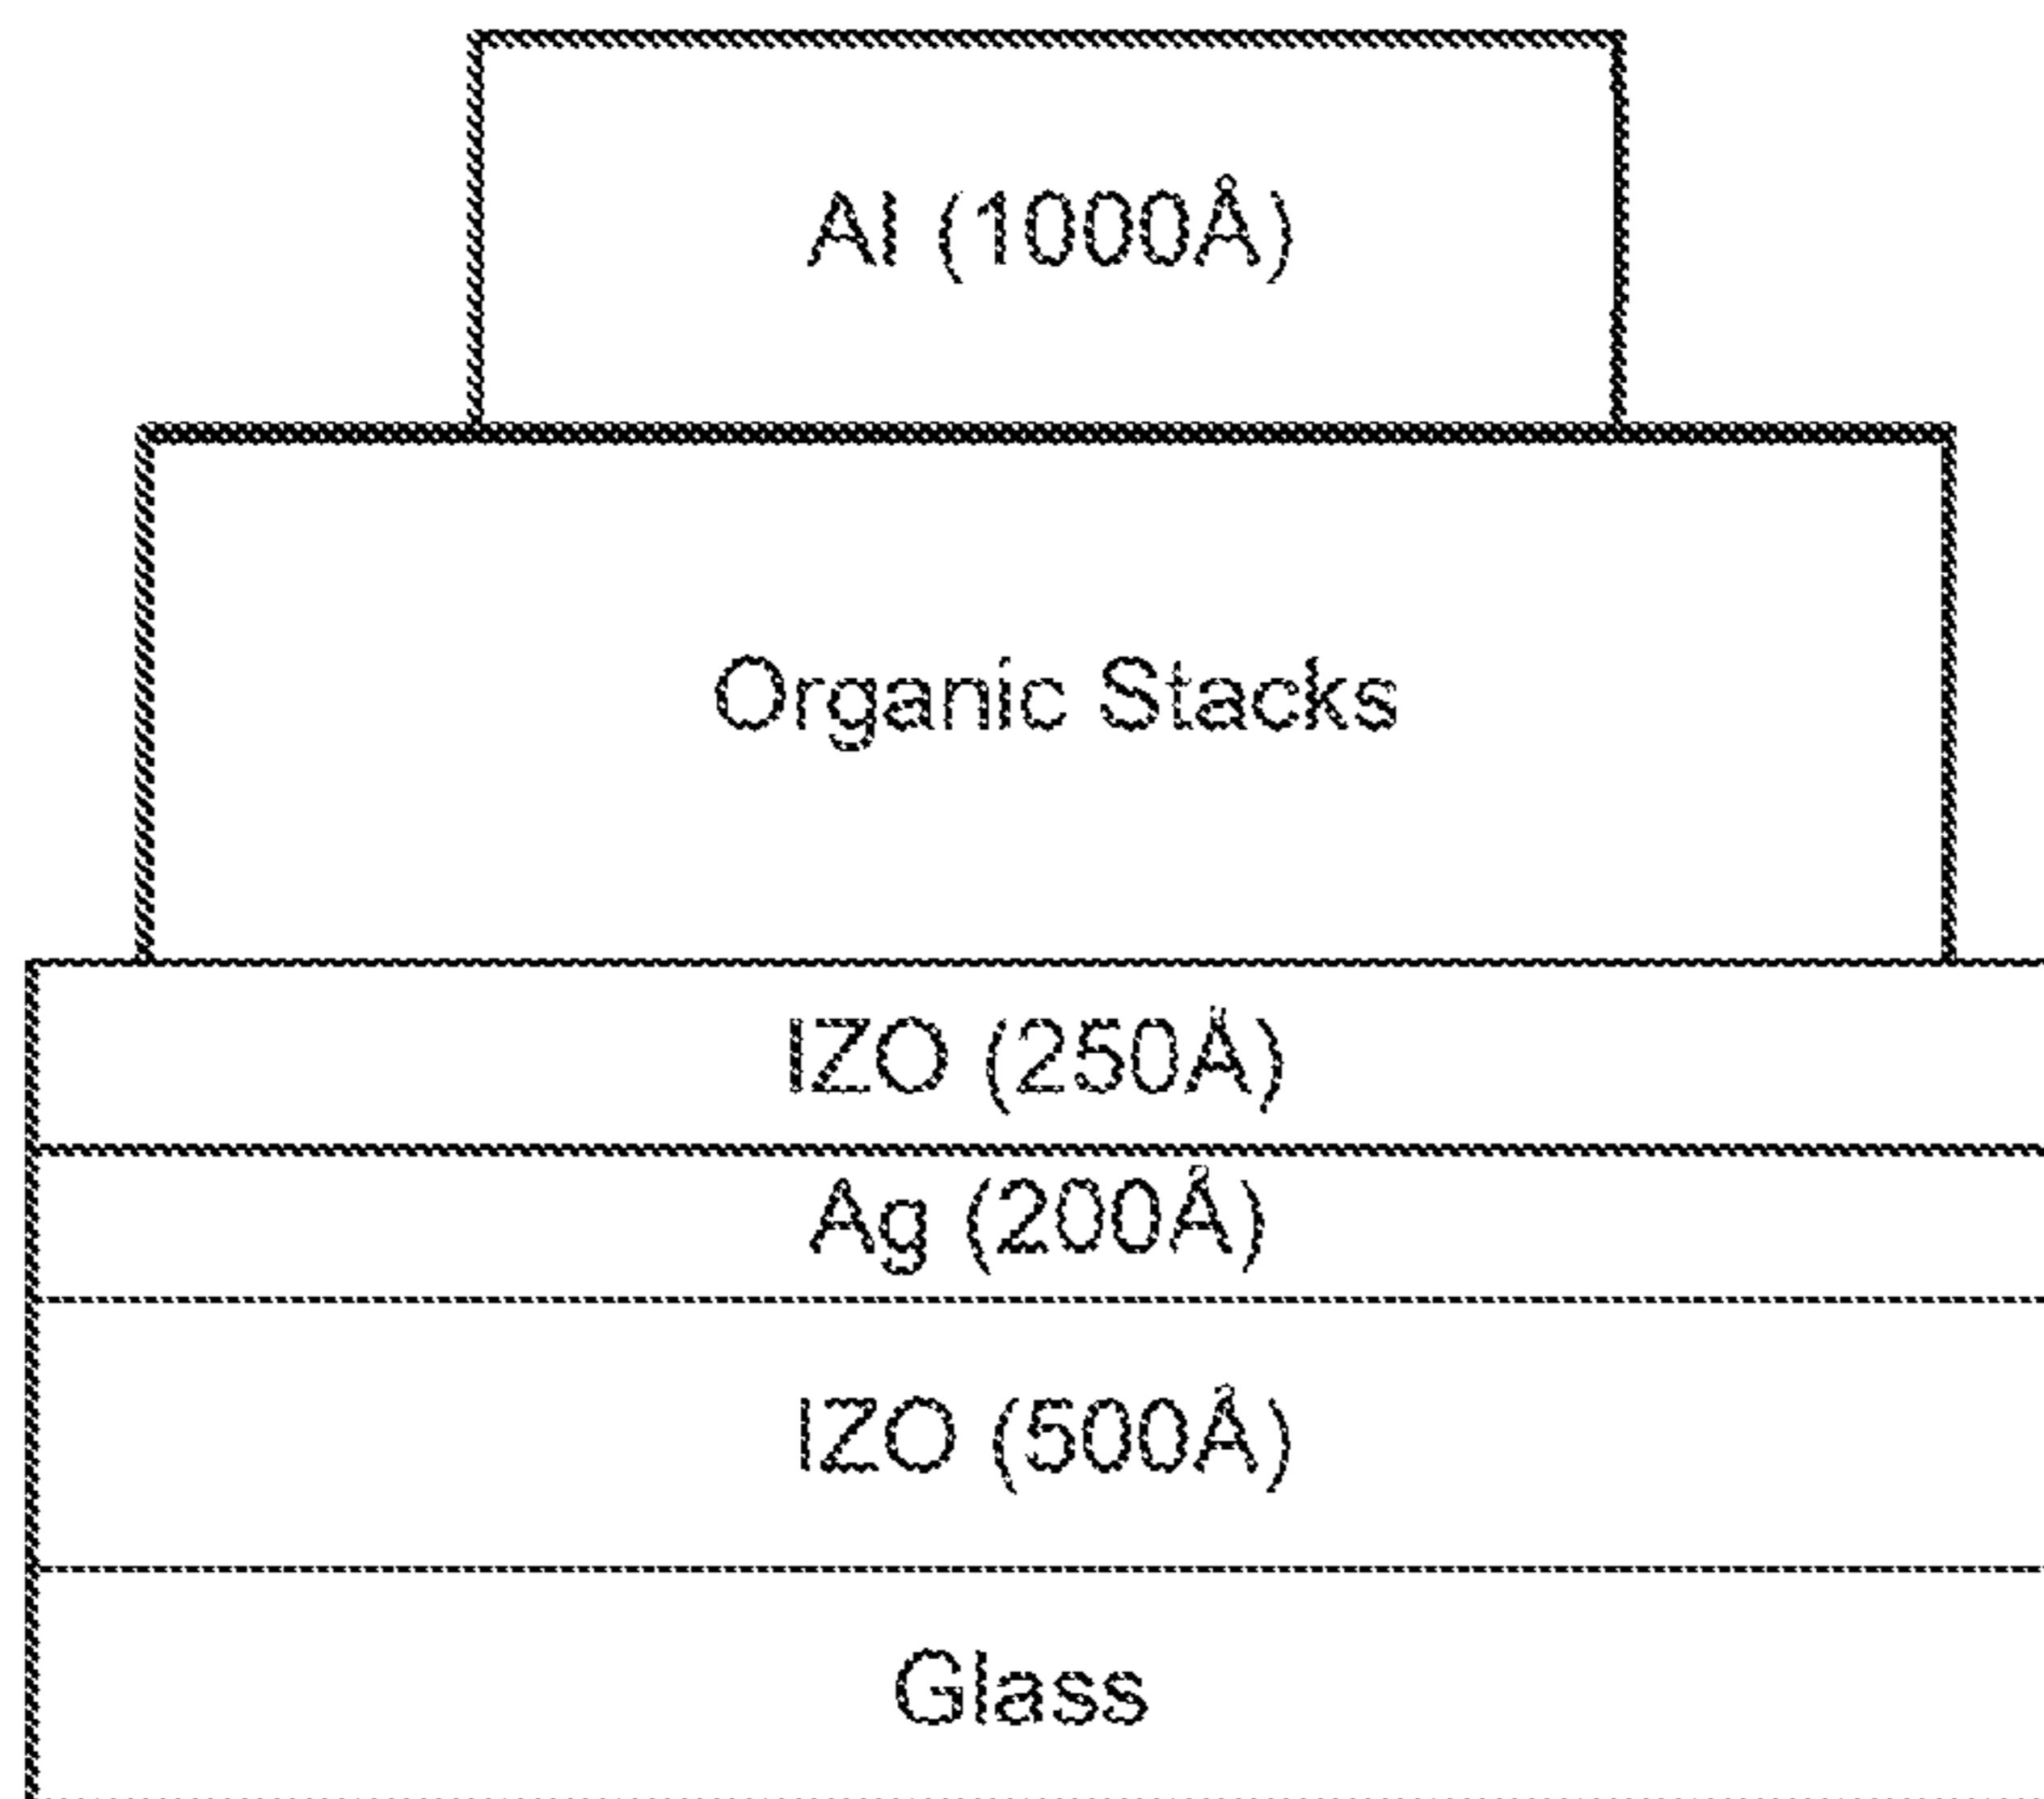 Al (1000Å)
Organic Stacks
IZO (250Å)
Ag (200Å)
IZO (500Å)
Glass